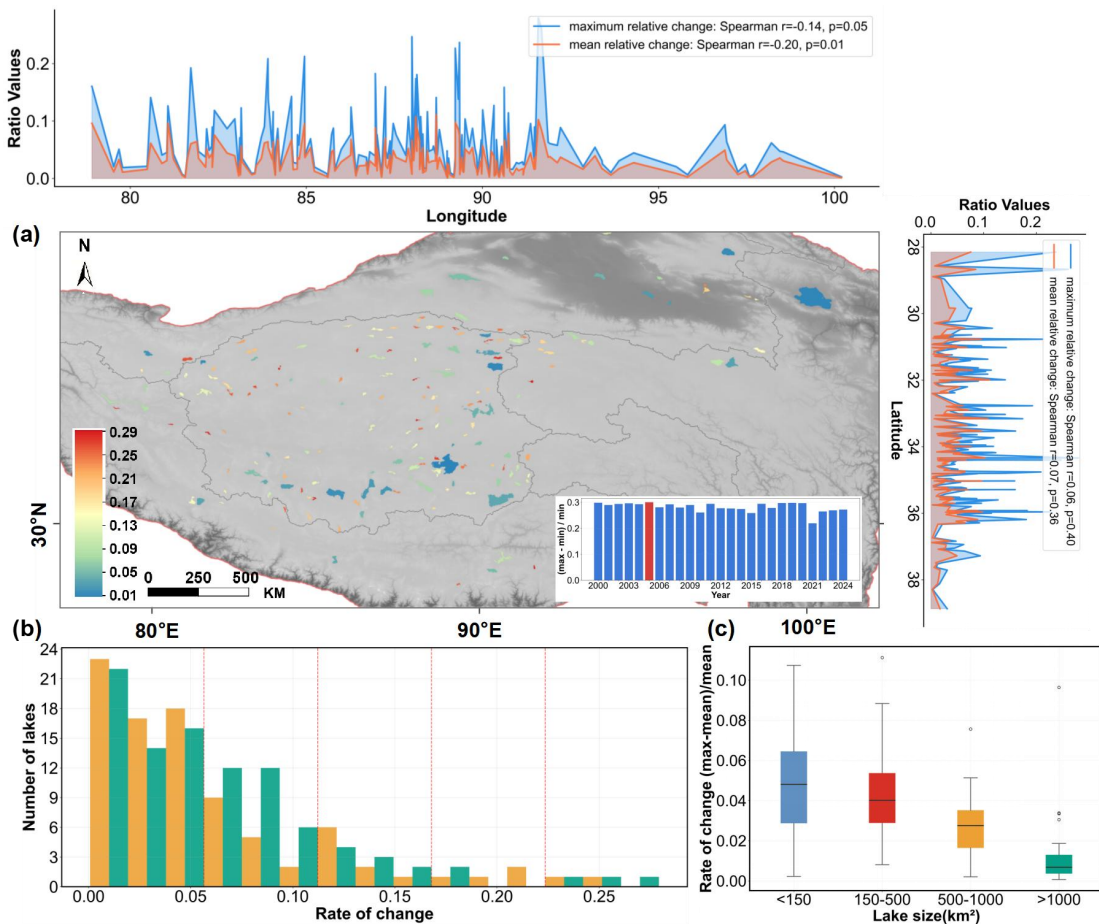 maximum relative change: Spearman r=-0.14, p=0.05
mean relative change: Spearman r=-0.20, p=0.01
Ratio Values
0.2
0.1
0.0
80 85 90 95 100
Longitude
(a)
N
0.29
0.25
0.21
0.17
0.13
0.09
0.05
0.01
0 250 500
KM
30°N
80°E 90°E 100°E
(max - min) / min
0.3
0.2
0.1
0.0
2000 2003 2006 2009 2012 2015 2018 2021 2024
Year
Ratio Values
0.0 0.1 0.2
28
30
32
34
36
38
Latitude
maximum relative change: Spearman r=0.06, p=0.40
mean relative change: Spearman r=0.07, p=0.36
(b)
Number of lakes
24
21
18
15
12
9
6
3
0
0.00 0.05 0.10 0.15 0.20 0.25
Rate of change
(c)
Rate of change (max-mean)/mean
0.10
0.08
0.06
0.04
0.02
0.00
<150 150-500 500-1000 >1000
Lake size(km²)